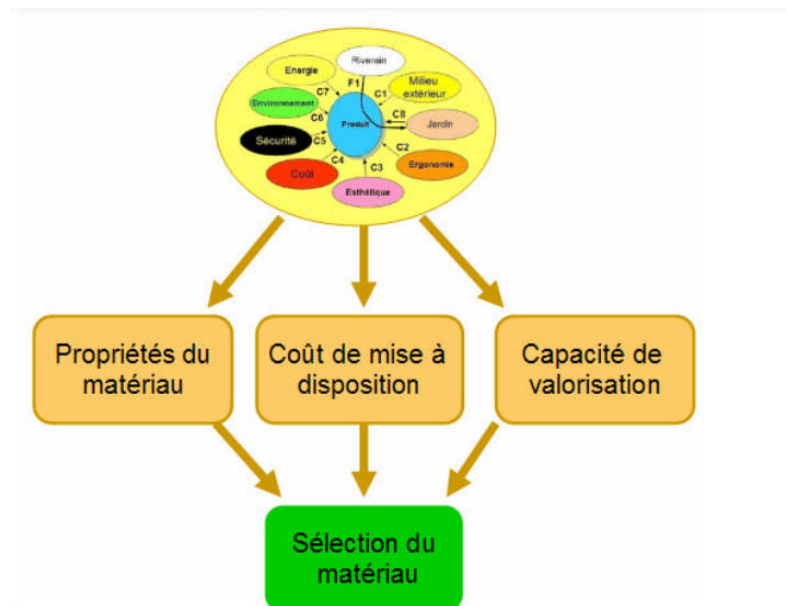 Riverain
Energie
F1
Milieu
extérieur
C7
C1
Environnement
C6
C8
Produit
Jardin
Sécurité
C5
C2
C4
C3
Ergonomie
Coût
Esthétique
Propriétés du
matériau
Coût de mise à
disposition
Capacité de
valorisation
Sélection du
matériau